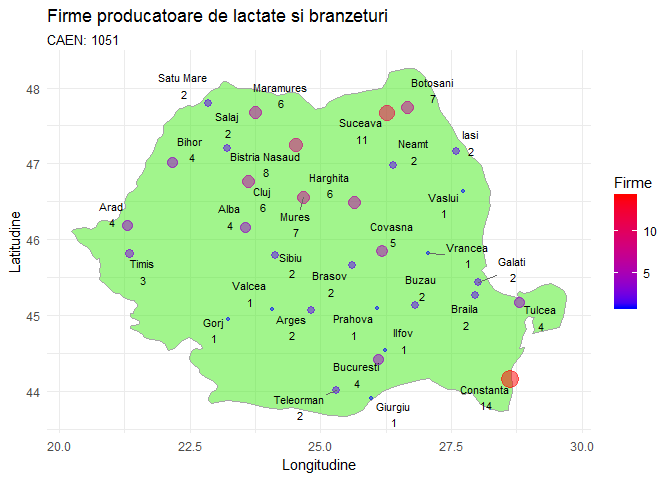 Firme producatoare de lactate si branzeturi
CAEN: 1051
Satu Mare
2
Maramures
6
Botosani
7
Salaj
2
Suceava
11
Iasi
2
Bihor
4
Neamt
2
Bistria Nasaud
8
Harghita
6
Cluj
6
Vaslui
1
Arad
4
Alba
4
Mures
7
Covasna
5
Vrancea
1
Timis
3
Sibiu
2
Galati
2
Brasov
2
Buzau
2
Valcea
1
Braila
2
Tulcea
4
Gorj
1
Arges
2
Prahova
1
Ilfov
1
Bucuresti
4
Constanta
14
Teleorman
2
Giurgiu
1
48
47
46
45
44
Latitudine
20.0
22.5
25.0
27.5
30.0
Longitudine
Firme
10
5